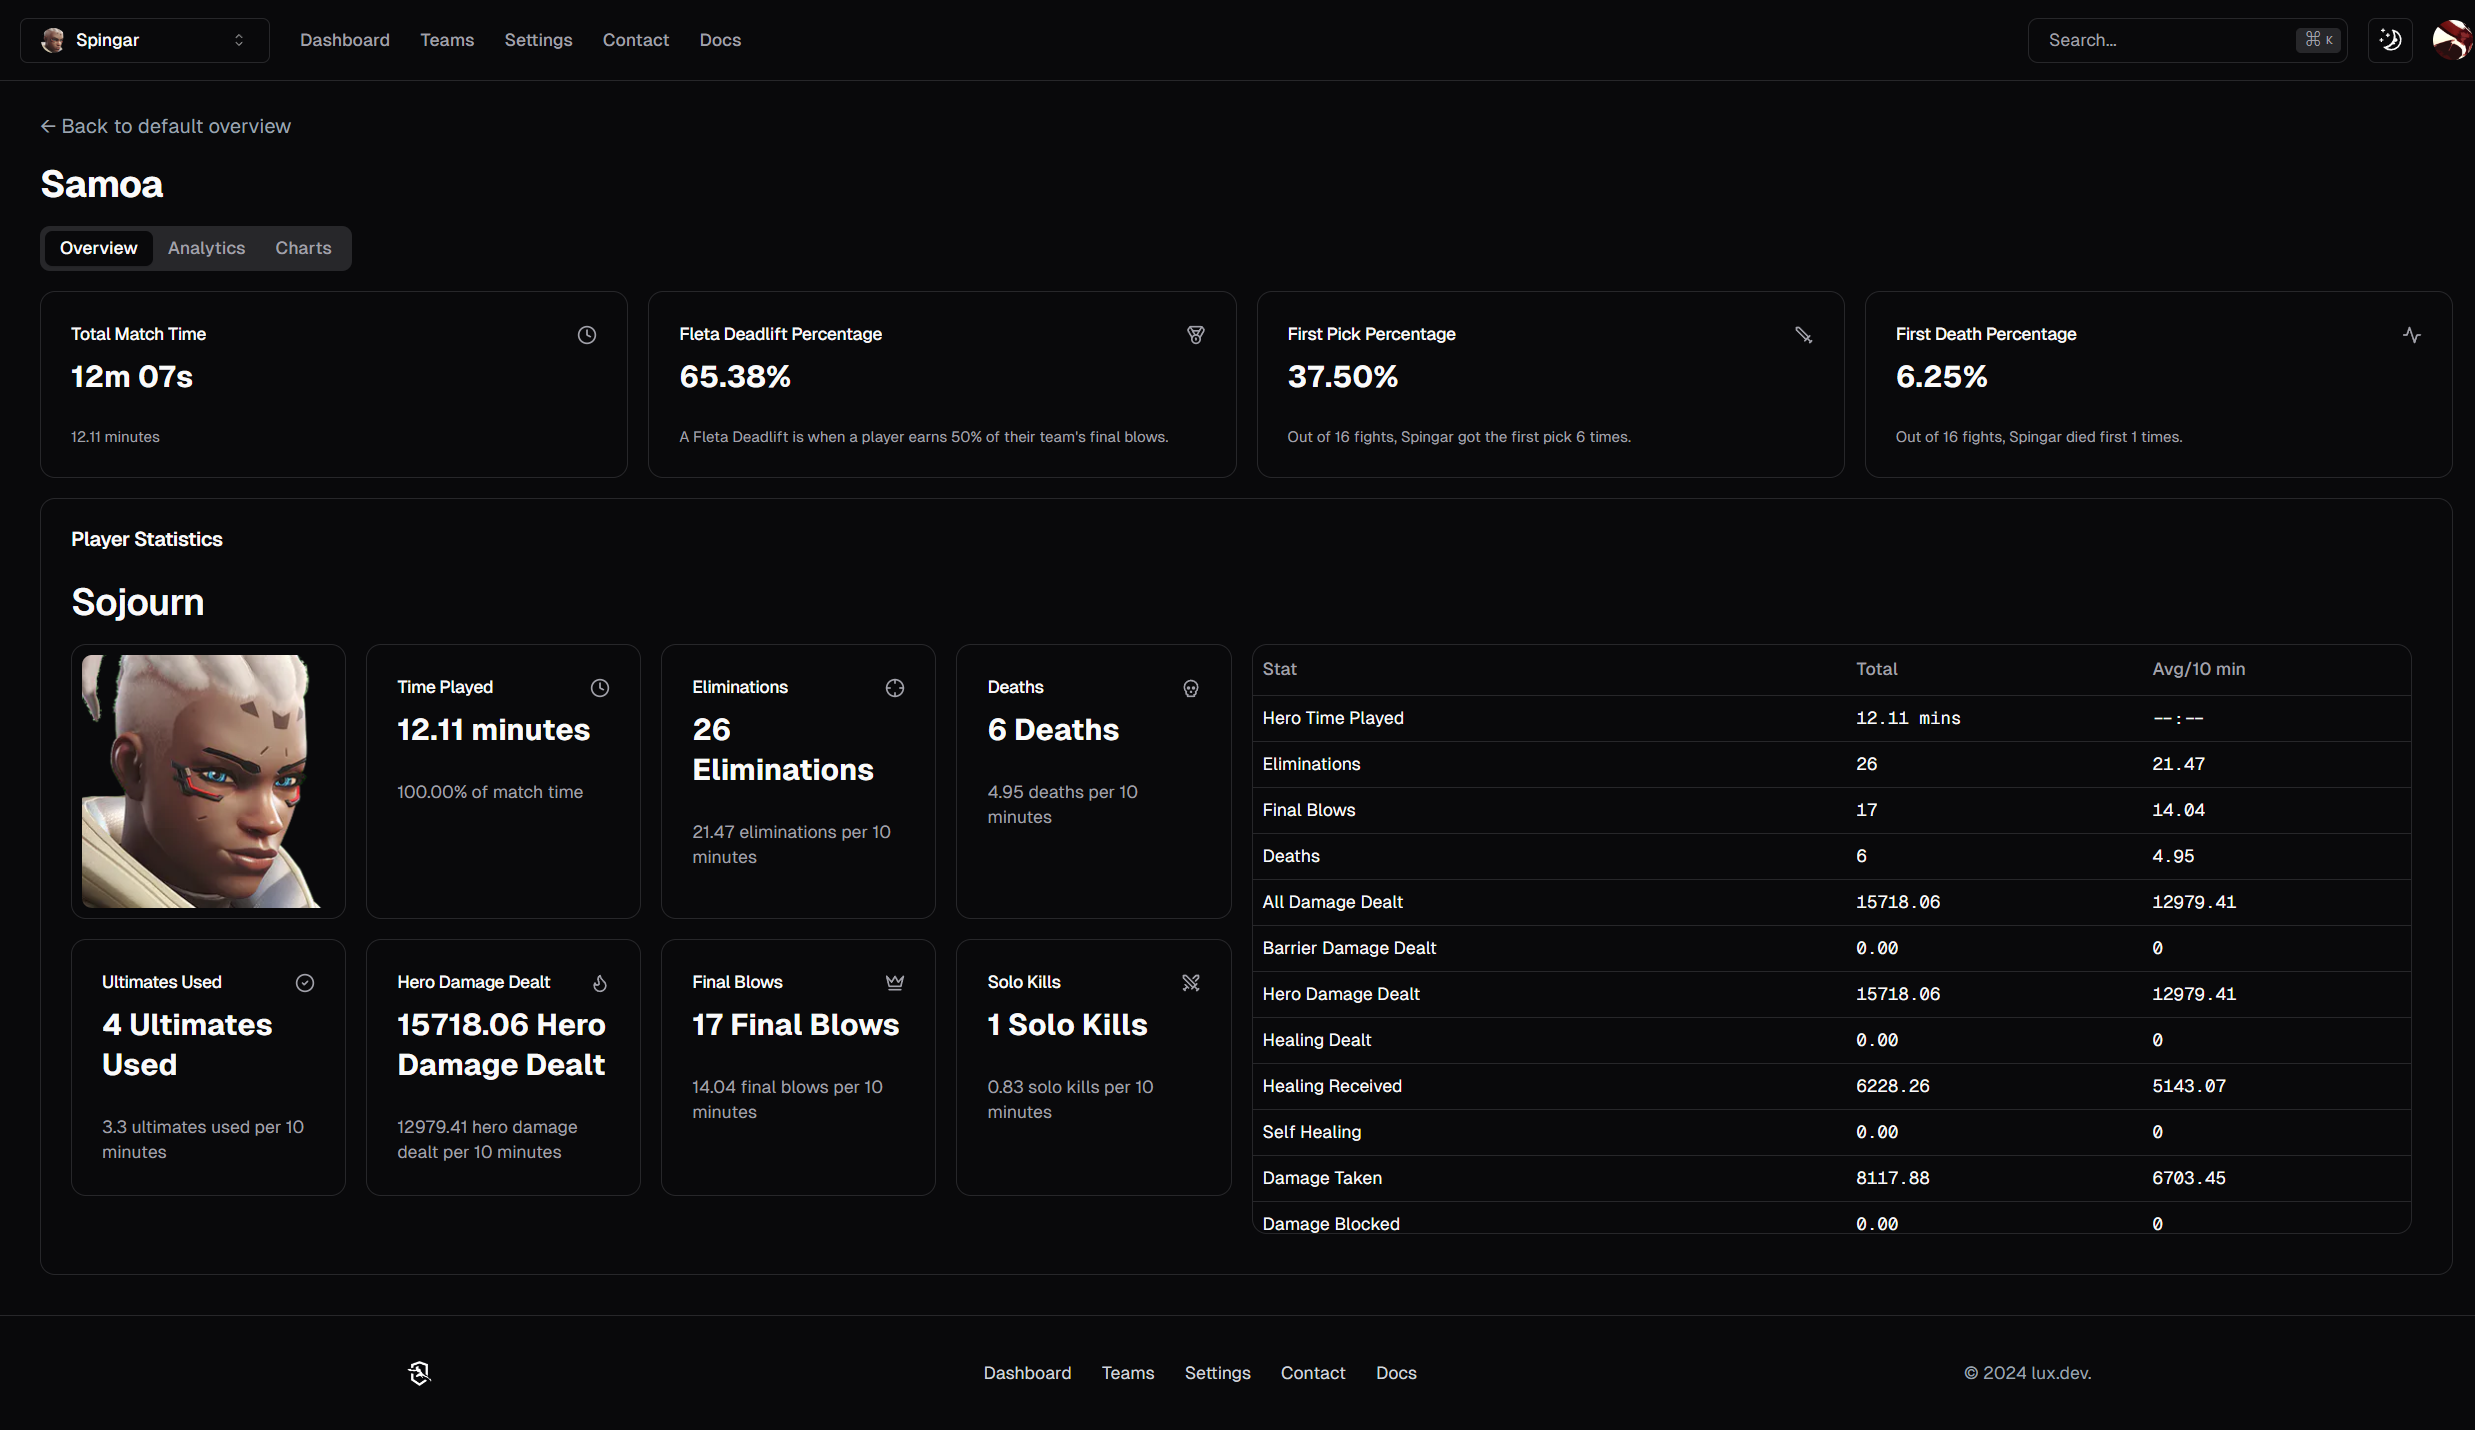 Spingar
Dashboard
Teams
Settings
Contact
Docs
Search...
⌘ K
← Back to default overview
Samoa
Overview
Analytics
Charts
Total Match Time
12m 07s
12.11 minutes
Fleta Deadlift Percentage
65.38%
A Fleta Deadlift is when a player earns 50% of their team's final blows.
First Pick Percentage
37.50%
Out of 16 fights, Spingar got the first pick 6 times.
First Death Percentage
6.25%
Out of 16 fights, Spingar died first 1 times.
Player Statistics
Sojourn
Time Played
12.11 minutes
100.00% of match time
Eliminations
26
Eliminations
21.47 eliminations per 10
minutes
Deaths
6 Deaths
4.95 deaths per 10
minutes
Ultimates Used
4 Ultimates
Used
3.3 ultimates used per 10
minutes
Hero Damage Dealt
15718.06 Hero
Damage Dealt
12979.41 hero damage
dealt per 10 minutes
Final Blows
17 Final Blows
14.04 final blows per 10
minutes
Solo Kills
1 Solo Kills
0.83 solo kills per 10
minutes
Stat Total Avg/10 min
Hero Time Played 12.11 mins --:--
Eliminations 26 21.47
Final Blows 17 14.04
Deaths 6 4.95
All Damage Dealt 15718.06 12979.41
Barrier Damage Dealt 0.00 0
Hero Damage Dealt 15718.06 12979.41
Healing Dealt 0.00 0
Healing Received 6228.26 5143.07
Self Healing 0.00 0
Damage Taken 8117.88 6703.45
Damage Blocked 0.00 0
Dashboard
Teams
Settings
Contact
Docs
© 2024 lux.dev.